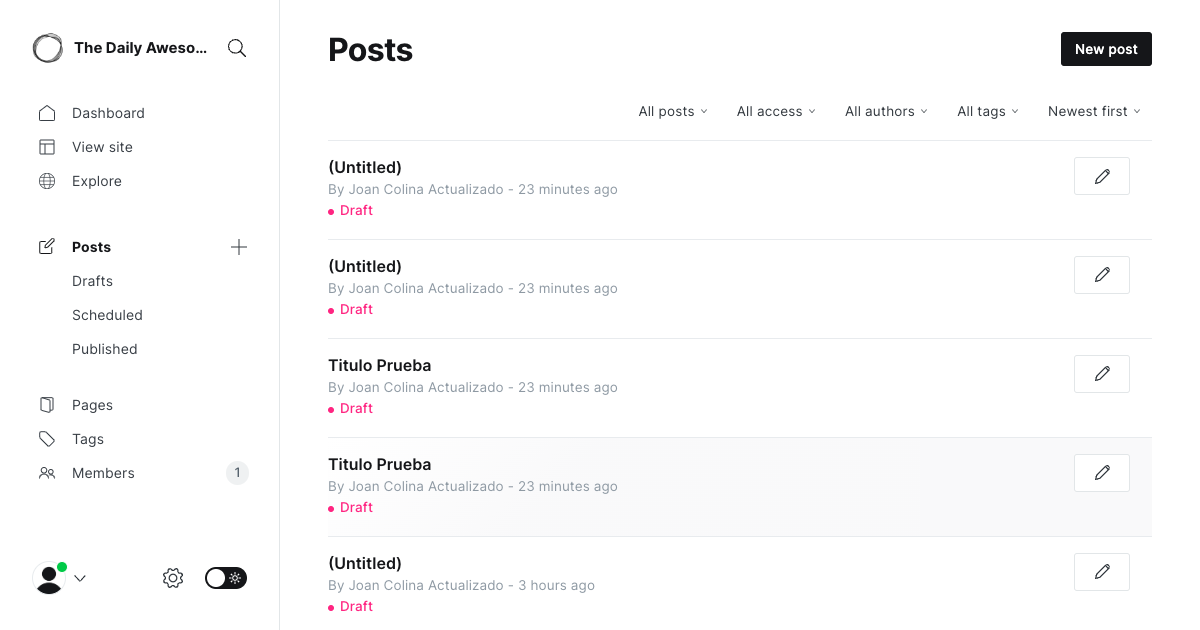 The Daily Aweso...
Dashboard
View site
Explore
Posts
Drafts
Scheduled
Published
Pages
Tags
Members 1
Posts
New post
All posts All access All authors All tags Newest first
(Untitled)
By Joan Colina Actualizado - 23 minutes ago
Draft
(Untitled)
By Joan Colina Actualizado - 23 minutes ago
Draft
Titulo Prueba
By Joan Colina Actualizado - 23 minutes ago
Draft
Titulo Prueba
By Joan Colina Actualizado - 23 minutes ago
Draft
(Untitled)
By Joan Colina Actualizado - 3 hours ago
Draft